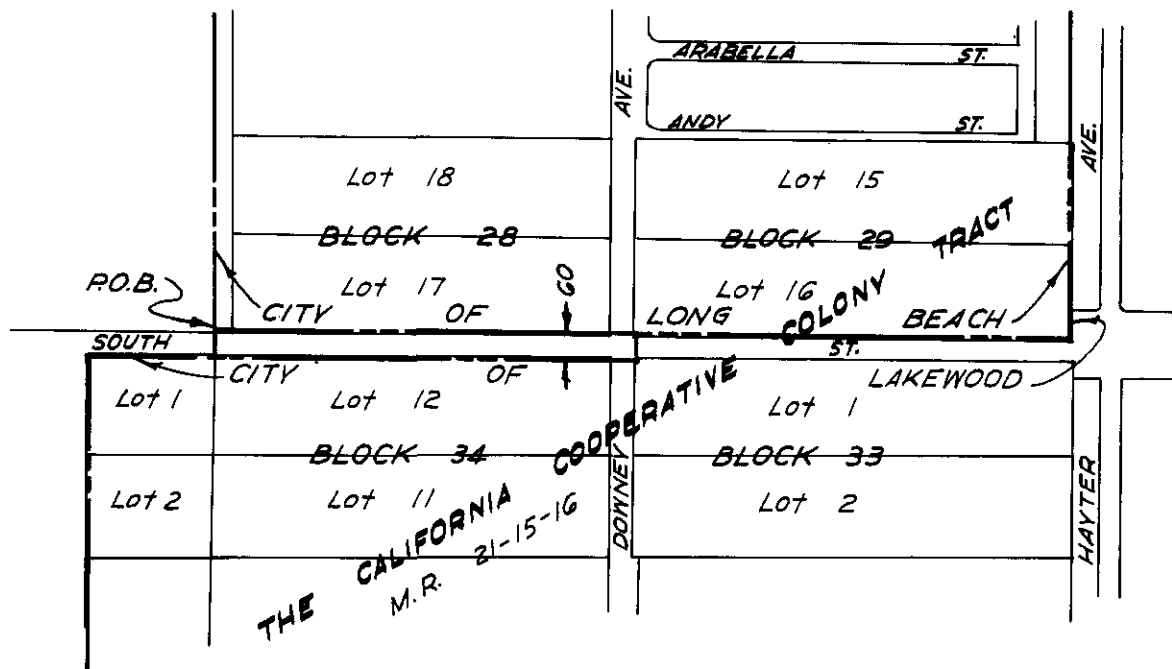 ARABELLA ST.
ANDY ST.
AVE.
AVE.
Lot 18
Lot 15
BLOCK 28
BLOCK 29
Lot 17
Lot 16
60
P.O.B.
CITY OF LONG BEACH
SOUTH ST.
CITY OF LAKEWOOD
Lot 1
Lot 12
Lot 1
BLOCK 34
BLOCK 33
Lot 2
Lot 11
Lot 2
DOWNEY
HAYTER
THE CALIFORNIA COOPERATIVE COLONY TRACT
M.R. 21-15-16